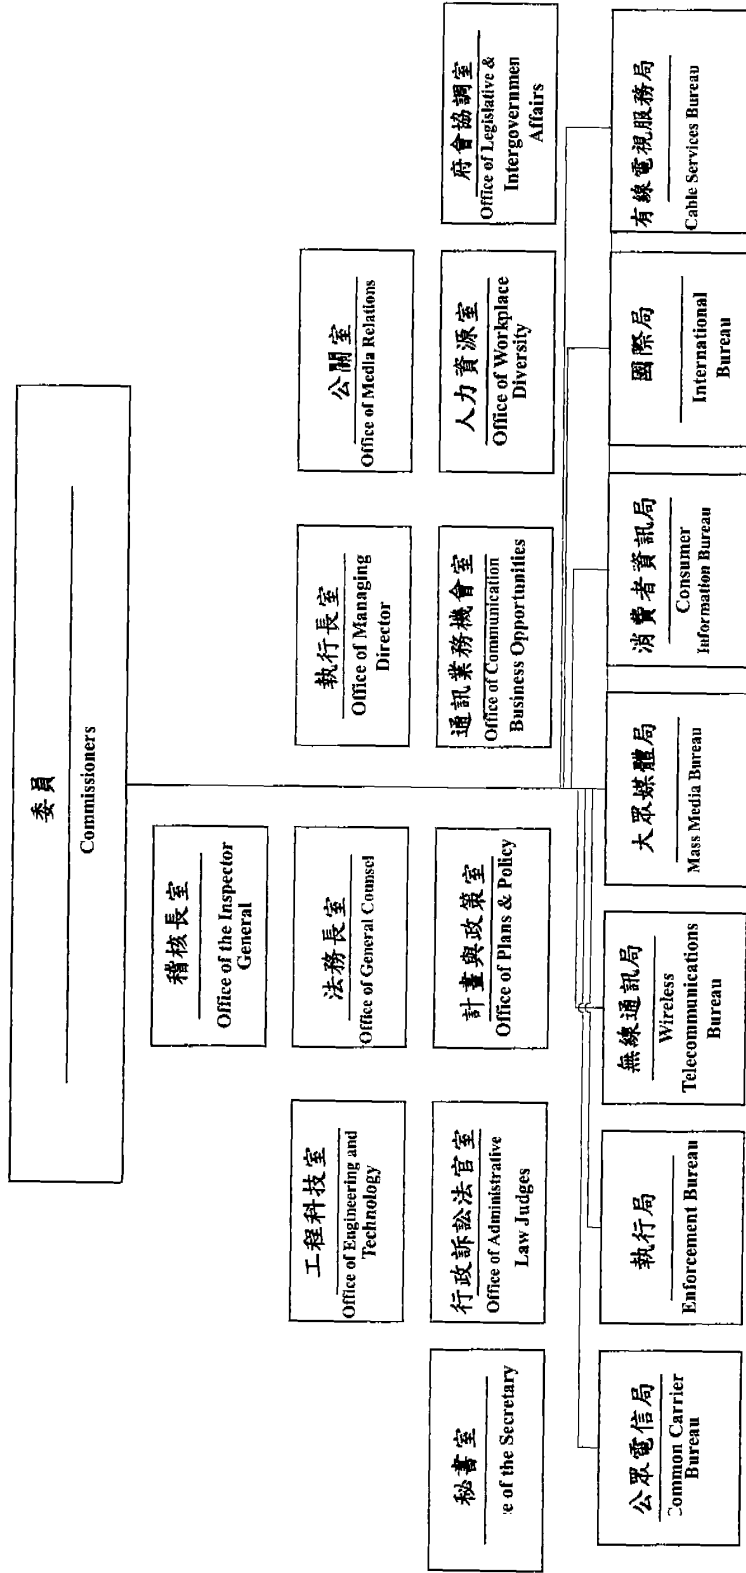 委員
Commissioners
稽核長室
Office of the Inspector
General
工程科技室
Office of Engineering and
Technology
法務長室
Office of General Counsel
執行長室
Office of Managing
Director
公關室
Office of Media Relations
秘書室
e of the Secretary
行政訴訟法官室
Office of Administrative
Law Judges
計畫與政策室
Office of Plans & Policy
通訊業務機會室
Office of Communication
Business Opportunities
人力資源室
Office of Workplace
Diversity
府會協調室
Office of Legislative &
Intergovernmen
Affairs
公眾電信局
Common Carrier
Bureau
執行局
Enforcement Bureau
無線通訊局
Wireless
Telecommunications
Bureau
大眾媒體局
Mass Media Bureau
消費者資訊局
Consumer
Information Bureau
國際局
International
Bureau
有線電視服務局
Cable Services Bureau